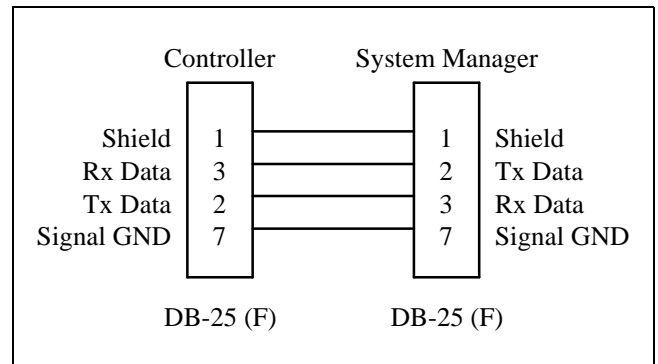 Controller System Manager
Shield 1 1 Shield
Rx Data 3 2 Tx Data
Tx Data 2 3 Rx Data
Signal GND 7 7 Signal GND
DB-25 (F) DB-25 (F)